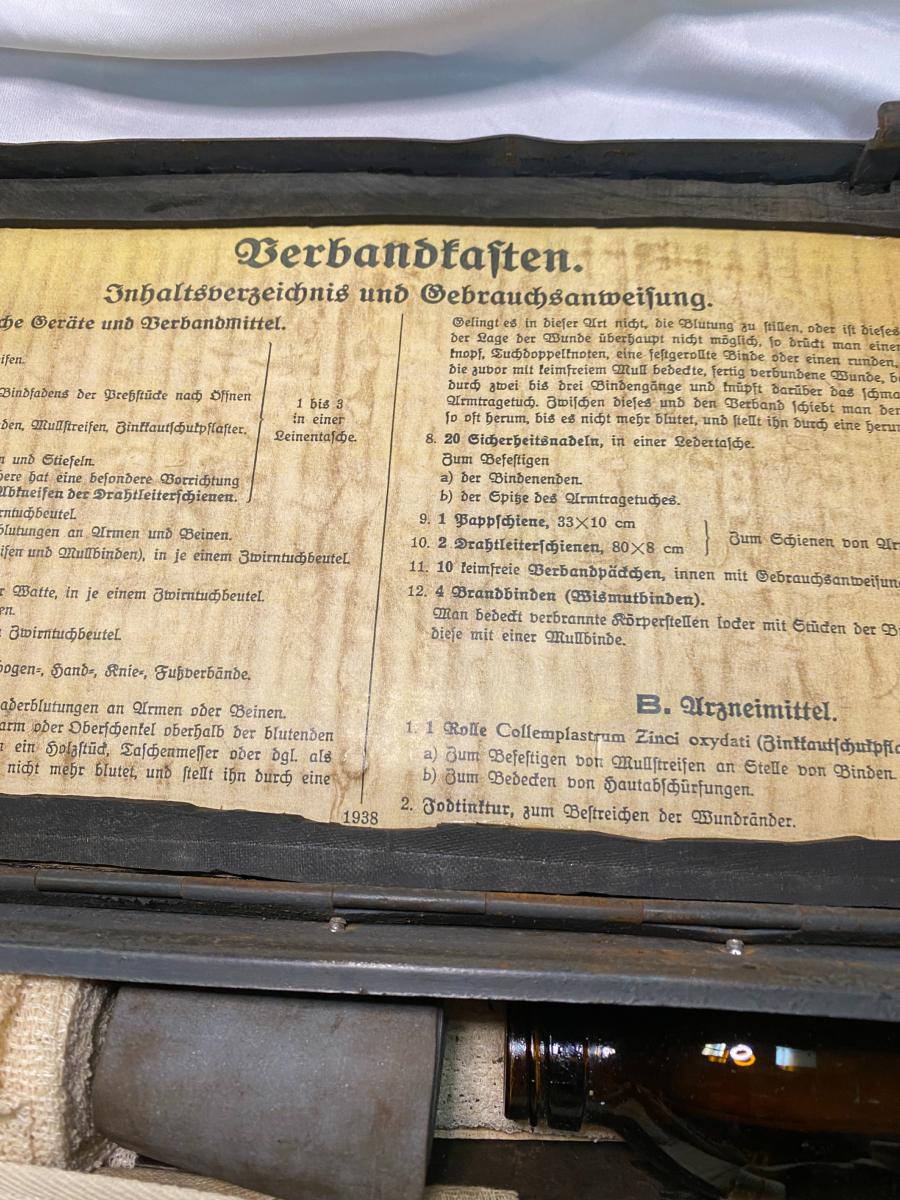 Verbandkasten.
Inhaltsverzeichnis und Gebrauchsanweisung.
che Geräte und Verbandmittel.
ifen.
Bindfadens der Preßstücke nach Öffnen
den, Mullstreifen, Zinkkautschukpflaster.
n und Stiefeln.
bere hat eine besondere Vorrichtung
Abkneifen der Drahtleiterschienen.
1 bis 3
in einer
Leinentasche.
rntuchbeutel.
blutungen an Armen und Beinen.
ifen und Mullbinden), in je einem Zwirntuchbeutel.
r Watte, in je einem Zwirntuchbeutel.
en.
Zwirntuchbeutel.
bogen-, Hand-, Knie-, Fußverbände.
aderblutungen an Armen oder Beinen.
arm oder Oberschenkel oberhalb der blutenden
n ein Holzstück, Taschenmesser oder dgl. als
nicht mehr blutet, und stellt ihn durch eine
Gelingt es in dieser Art nicht, die Blutung zu stillen, oder ist dieses
der Lage der Wunde überhaupt nicht möglich, so drückt man einen
knopf, Tuchdoppelknoten, eine festgerollte Binde oder einen runden,
die zuvor mit keimfreiem Mull bedeckte, fertig verbundene Wunde, be
durch zwei bis drei Bindengänge und knüpft darüber das schma
Armtragetuch. Zwischen dieses und den Verband schiebt man den
so oft herum, bis es nicht mehr blutet, und stellt ihn durch eine herum
8. 20 Sicherheitsnadeln, in einer Ledertasche.
Zum Befestigen
a) der Bindenenden.
b) der Spitze des Armtragetuches.
9. 1 Pappschiene, 33×10 cm
10. 2 Drahtleiterschienen, 80×8 cm
Zum Schienen von Ar
11. 10 keimfreie Verbandpäckchen, innen mit Gebrauchsanweisung
12. 4 Brandbinden (Wismutbinden).
Man bedeckt verbrannte Körperstellen locker mit Stücken der B
diese mit einer Mullbinde.
B. Arzneimittel.
1. 1 Rolle Collemplastrum Zinci oxydati (Zinkkautschukpfla
a) Zum Befestigen von Mullstreifen an Stelle von Binden.
b) Zum Bedecken von Hautabschürfungen.
2. Jodtinktur, zum Bestreichen der Wundränder.
1938